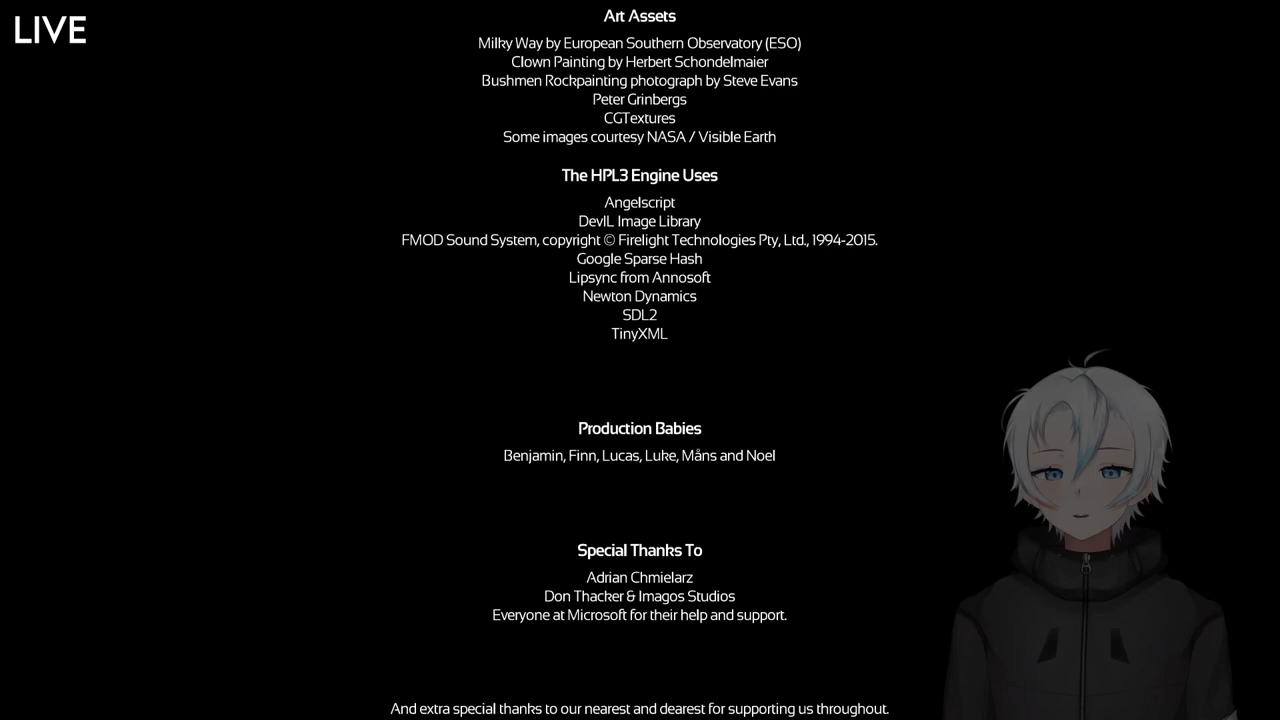 LIVE
Art Assets
Milky Way by European Southern Observatory (ESO)
Clown Painting by Herbert Schondelmaier
Bushmen Rockpainting photograph by Steve Evans
Peter Grinbergs
CGTextures
Some images courtesy NASA / Visible Earth
The HPL3 Engine Uses
Angelscript
DevIL Image Library
FMOD Sound System, copyright © Firelight Technologies Pty, Ltd., 1994-2015.
Google Sparse Hash
Lipsync from Annosoft
Newton Dynamics
SDL2
TinyXML
Production Babies
Benjamin, Finn, Lucas, Luke, Måns and Noel
Special Thanks To
Adrian Chmielarz
Don Thacker & Imagos Studios
Everyone at Microsoft for their help and support.
And extra special thanks to our nearest and dearest for supporting us throughout.